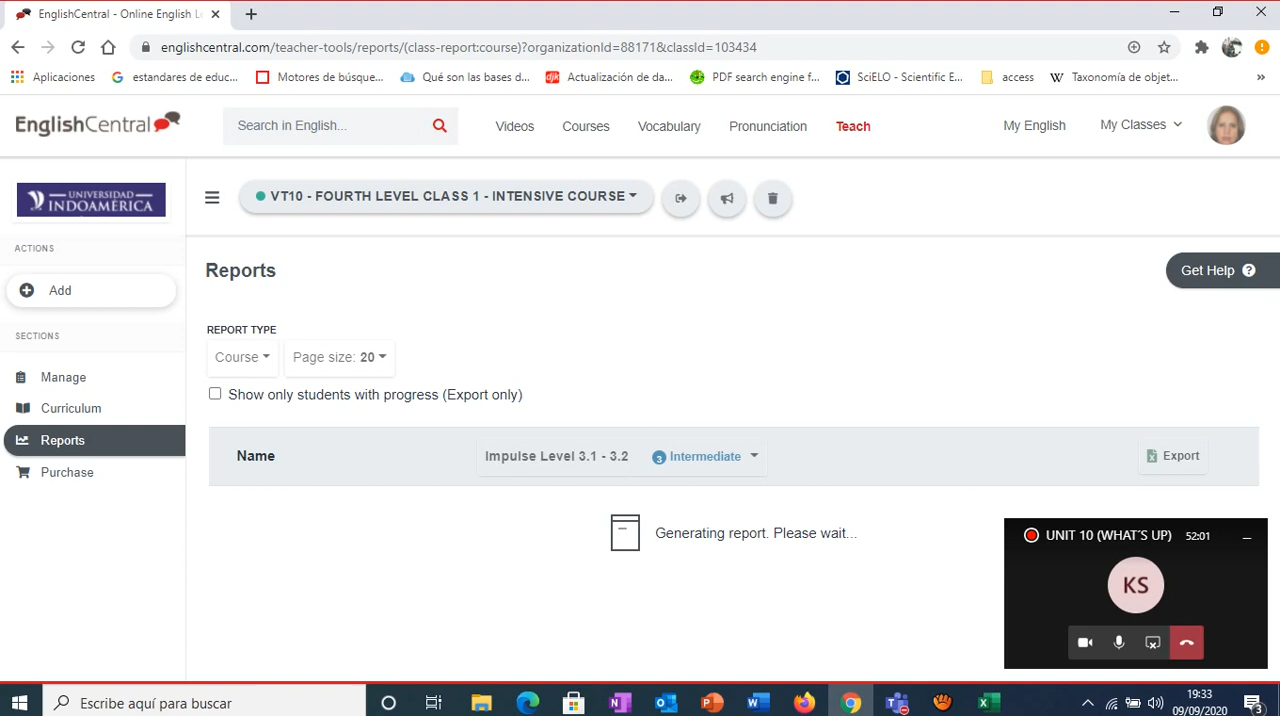 EnglishCentral - Online English L
englishcentral.com/teacher-tools/reports/(class-report:course)?organizationId=88171&classId=103434
Aplicaciones
estandares de educ...
Motores de búsque...
Qué son las bases d...
Actualización de da...
PDF search engine f...
SciELO - Scientific E...
access
Taxonomía de objet...
»
EnglishCentral
Search in English...
Videos
Courses
Vocabulary
Pronunciation
Teach
My English
My Classes
UNIVERSIDAD
INDOAMÉRICA
VT10 - FOURTH LEVEL CLASS 1 - INTENSIVE COURSE
ACTIONS
Add
SECTIONS
Manage
Curriculum
Reports
Purchase
Reports
Get Help ?
REPORT TYPE
Course
Page size: 20
Show only students with progress (Export only)
Name
Impulse Level 3.1 - 3.2
3 Intermediate
Export
Generating report. Please wait...
UNIT 10 (WHAT´S UP)
52:01
KS
Escribe aquí para buscar
19:33
09/09/2020
3